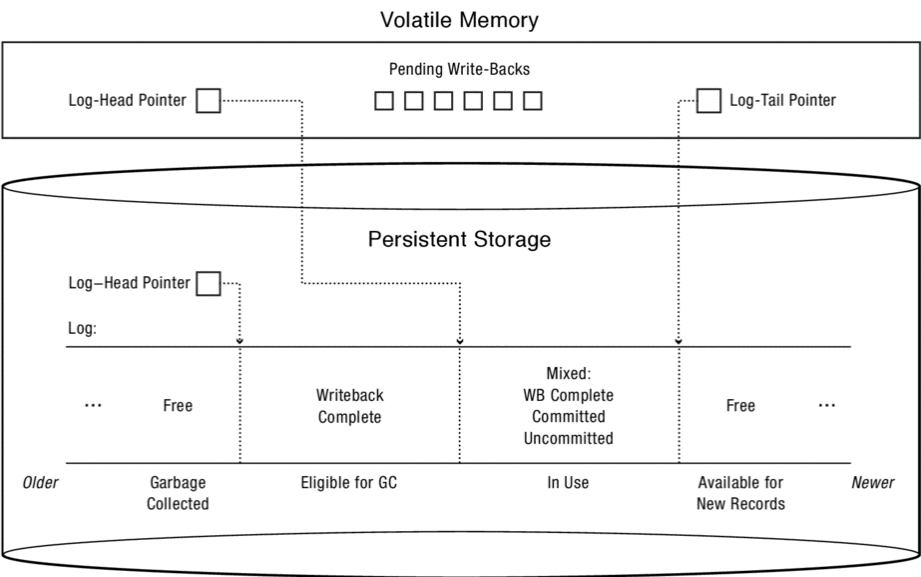 Volatile Memory
Pending Write-Backs
Log-Head Pointer
Log-Tail Pointer
Persistent Storage
Log–Head Pointer
Log:
... Free
Writeback
Complete
Mixed:
WB Complete
Committed
Uncommitted
Free ...
Older
Garbage
Collected
Eligible for GC
In Use
Available for
New Records
Newer